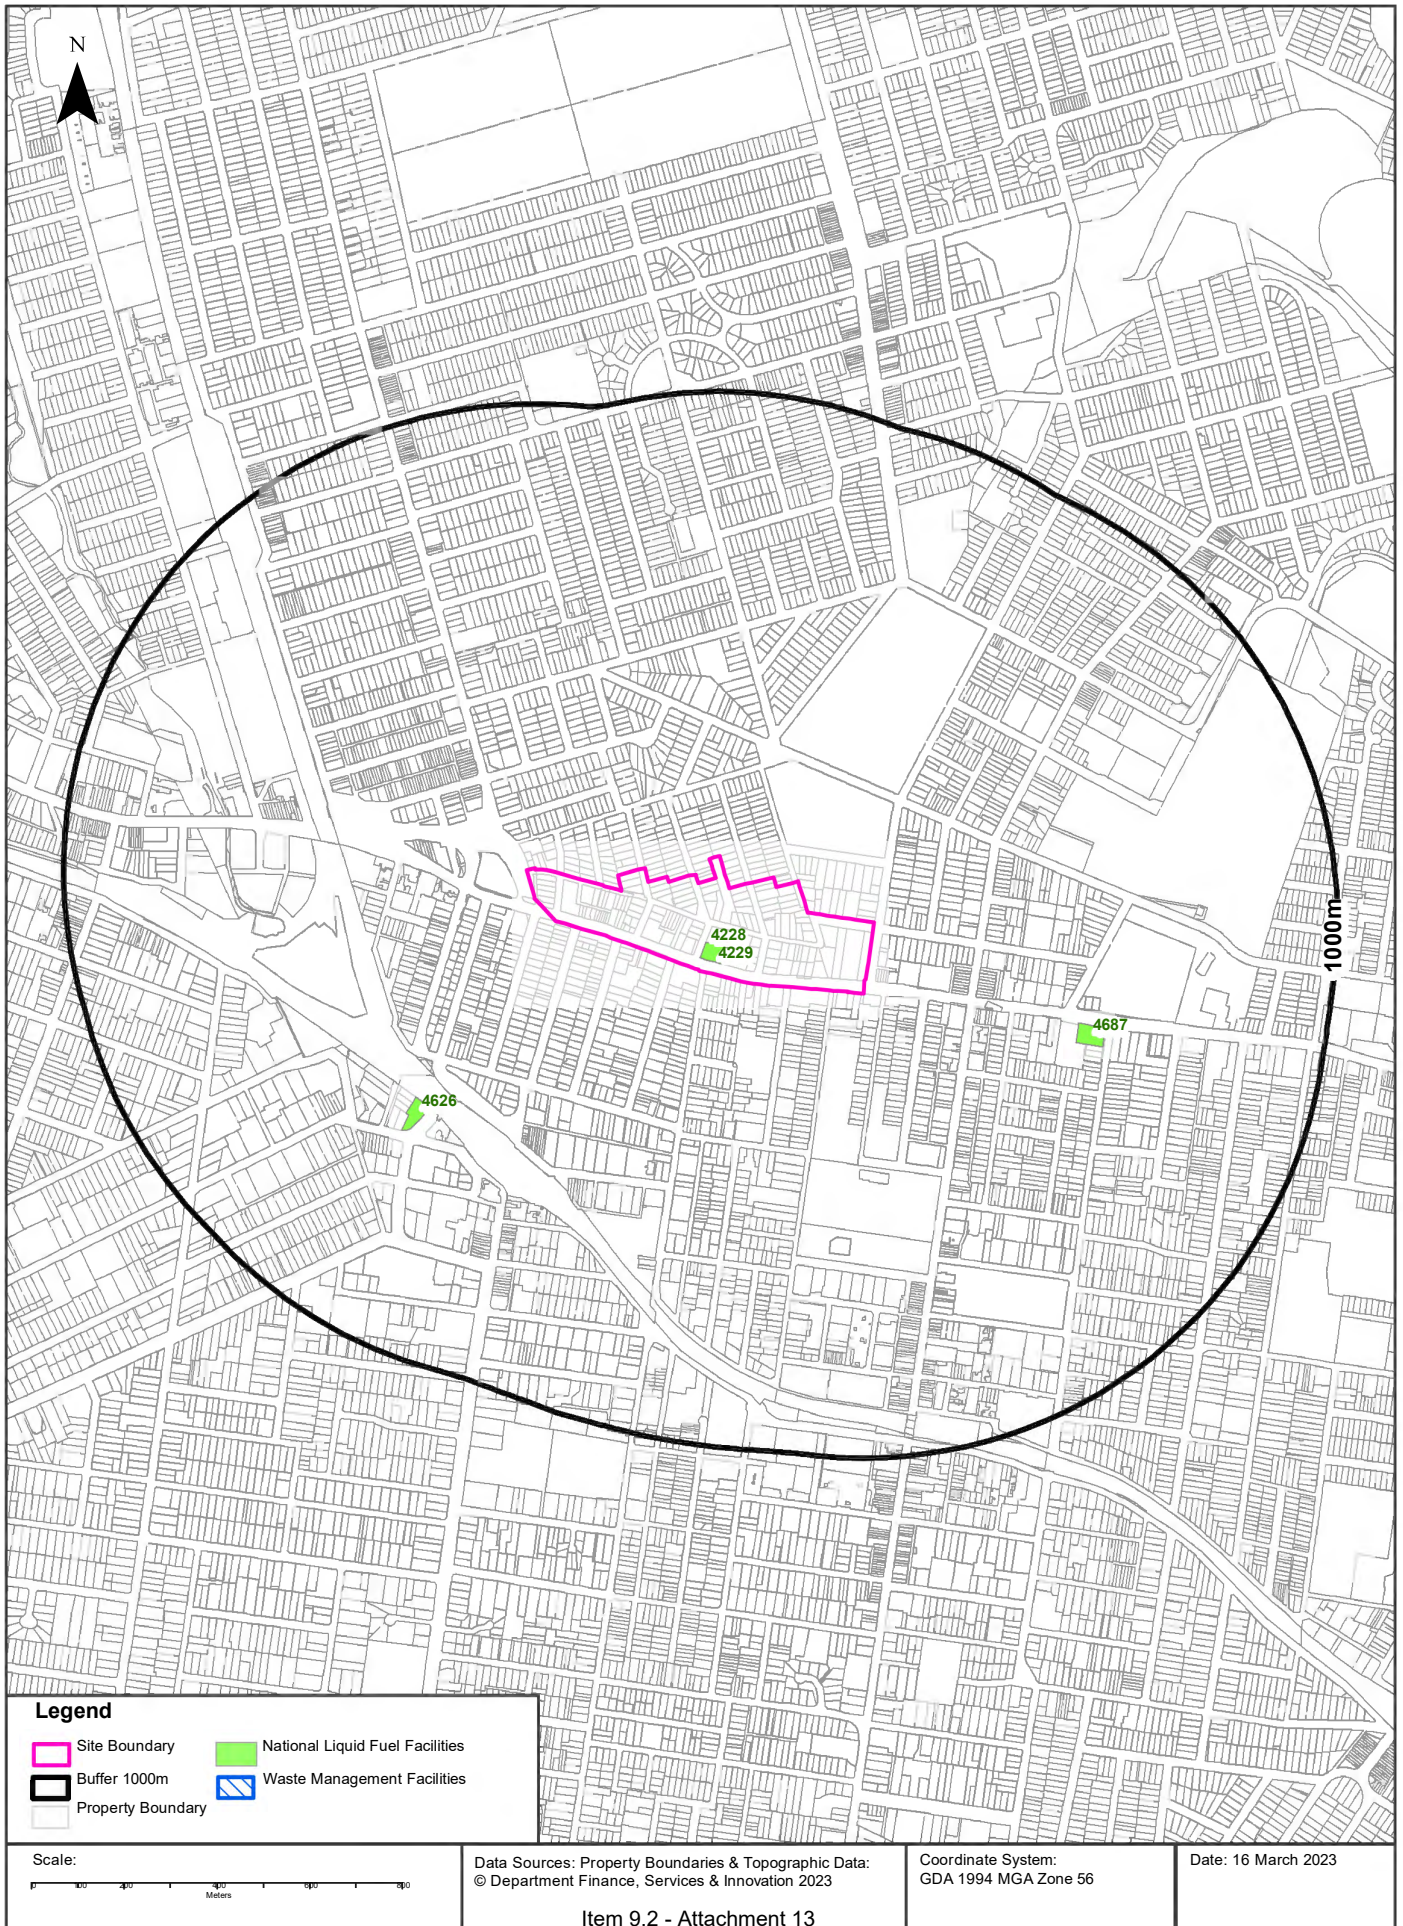 N
4228
4229
1000m
4687
4626
Legend
Site Boundary
National Liquid Fuel Facilities
Buffer 1000m
Waste Management Facilities
Property Boundary
Scale:
0 100 200 400 600 800
Meters
Data Sources: Property Boundaries & Topographic Data:
© Department Finance, Services & Innovation 2023
Coordinate System:
GDA 1994 MGA Zone 56
Date: 16 March 2023
Item 9.2 - Attachment 13